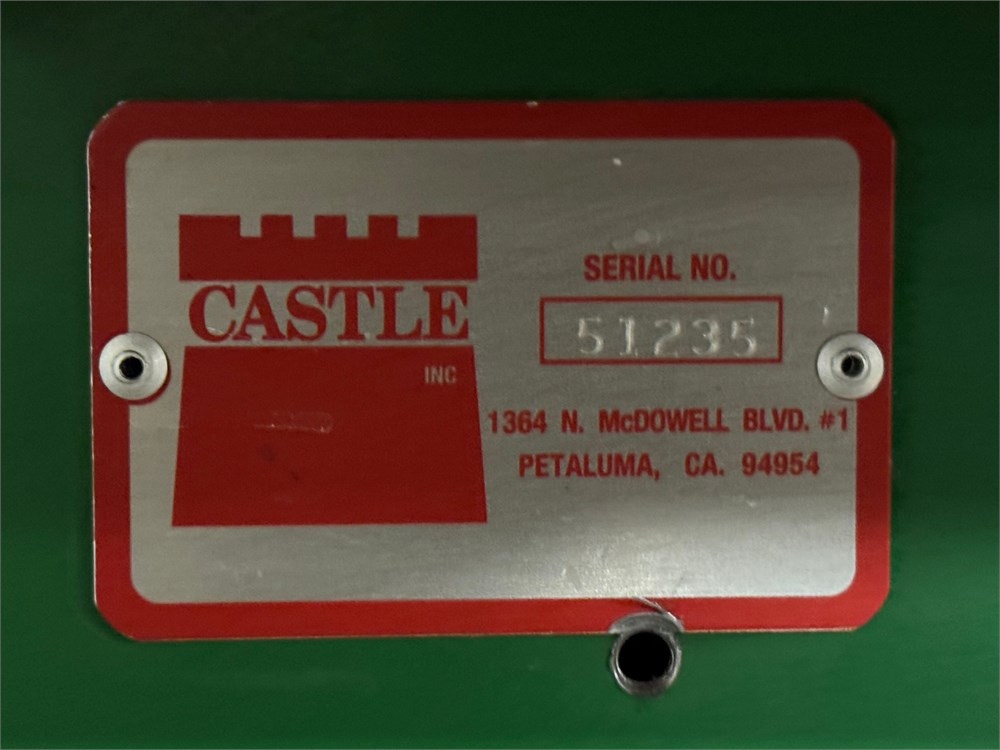 CASTLE
INC
SERIAL NO.
51235
1364 N. McDOWELL BLVD. #1
PETALUMA, CA. 94954